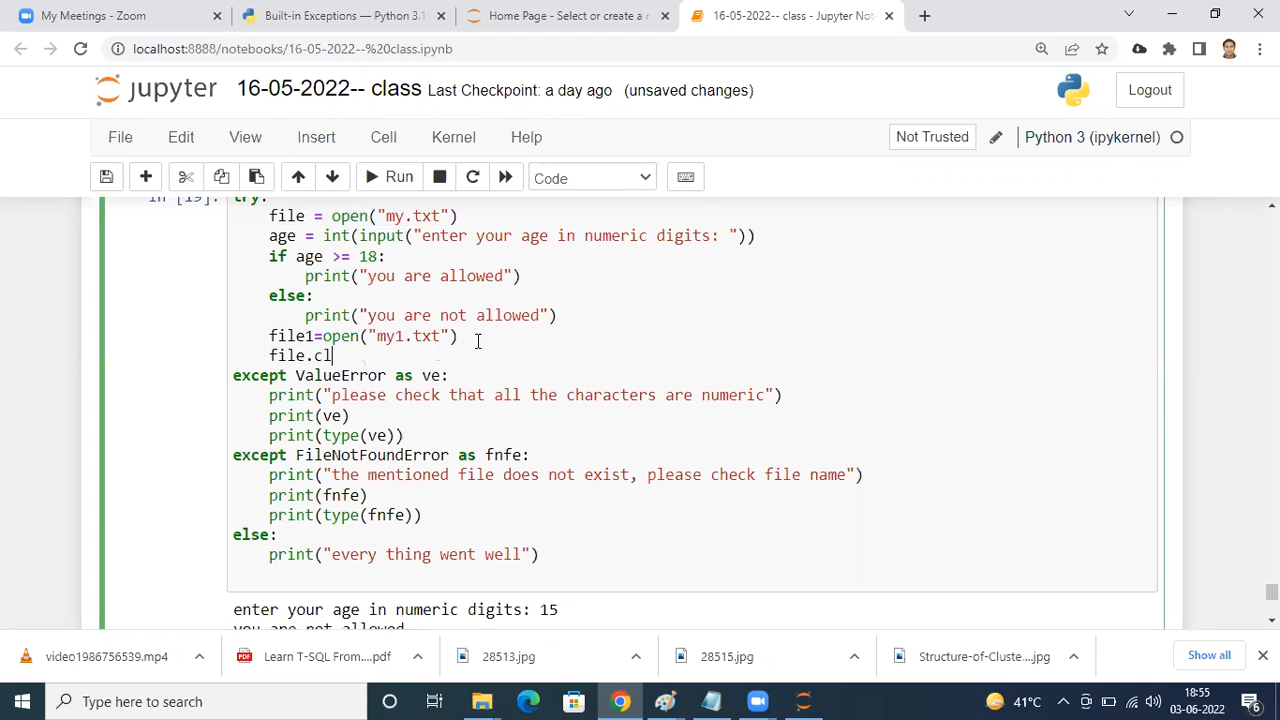 My Meetings - Zoom
Built-in Exceptions — Python 3.1
Home Page - Select or create a n
16-05-2022-- class - Jupyter Not
localhost:8888/notebooks/16-05-2022--%20class.ipynb
jupyter 16-05-2022-- class Last Checkpoint: a day ago (unsaved changes)
Logout
File Edit View Insert Cell Kernel Help
Not Trusted
Python 3 (ipykernel)
Run
Code
In [19]: try:
file = open("my.txt")
age = int(input("enter your age in numeric digits: "))
if age >= 18:
print("you are allowed")
else:
print("you are not allowed")
file1=open("my1.txt")
file.cl
except ValueError as ve:
print("please check that all the characters are numeric")
print(ve)
print(type(ve))
except FileNotFoundError as fnfe:
print("the mentioned file does not exist, please check file name")
print(fnfe)
print(type(fnfe))
else:
print("every thing went well")
enter your age in numeric digits: 15
you are not allowed
video1986756539.mp4
Learn T-SQL From....pdf
28513.jpg
28515.jpg
Structure-of-Cluste....jpg
Show all
Type here to search
41°C
18:55
03-06-2022
6